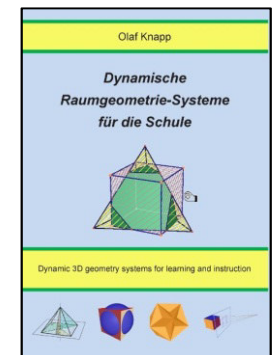 Olaf Knapp
Dynamische
Raumgeometrie-Systeme
für die Schule
Dynamic 3D geometry systems for learning and instruction